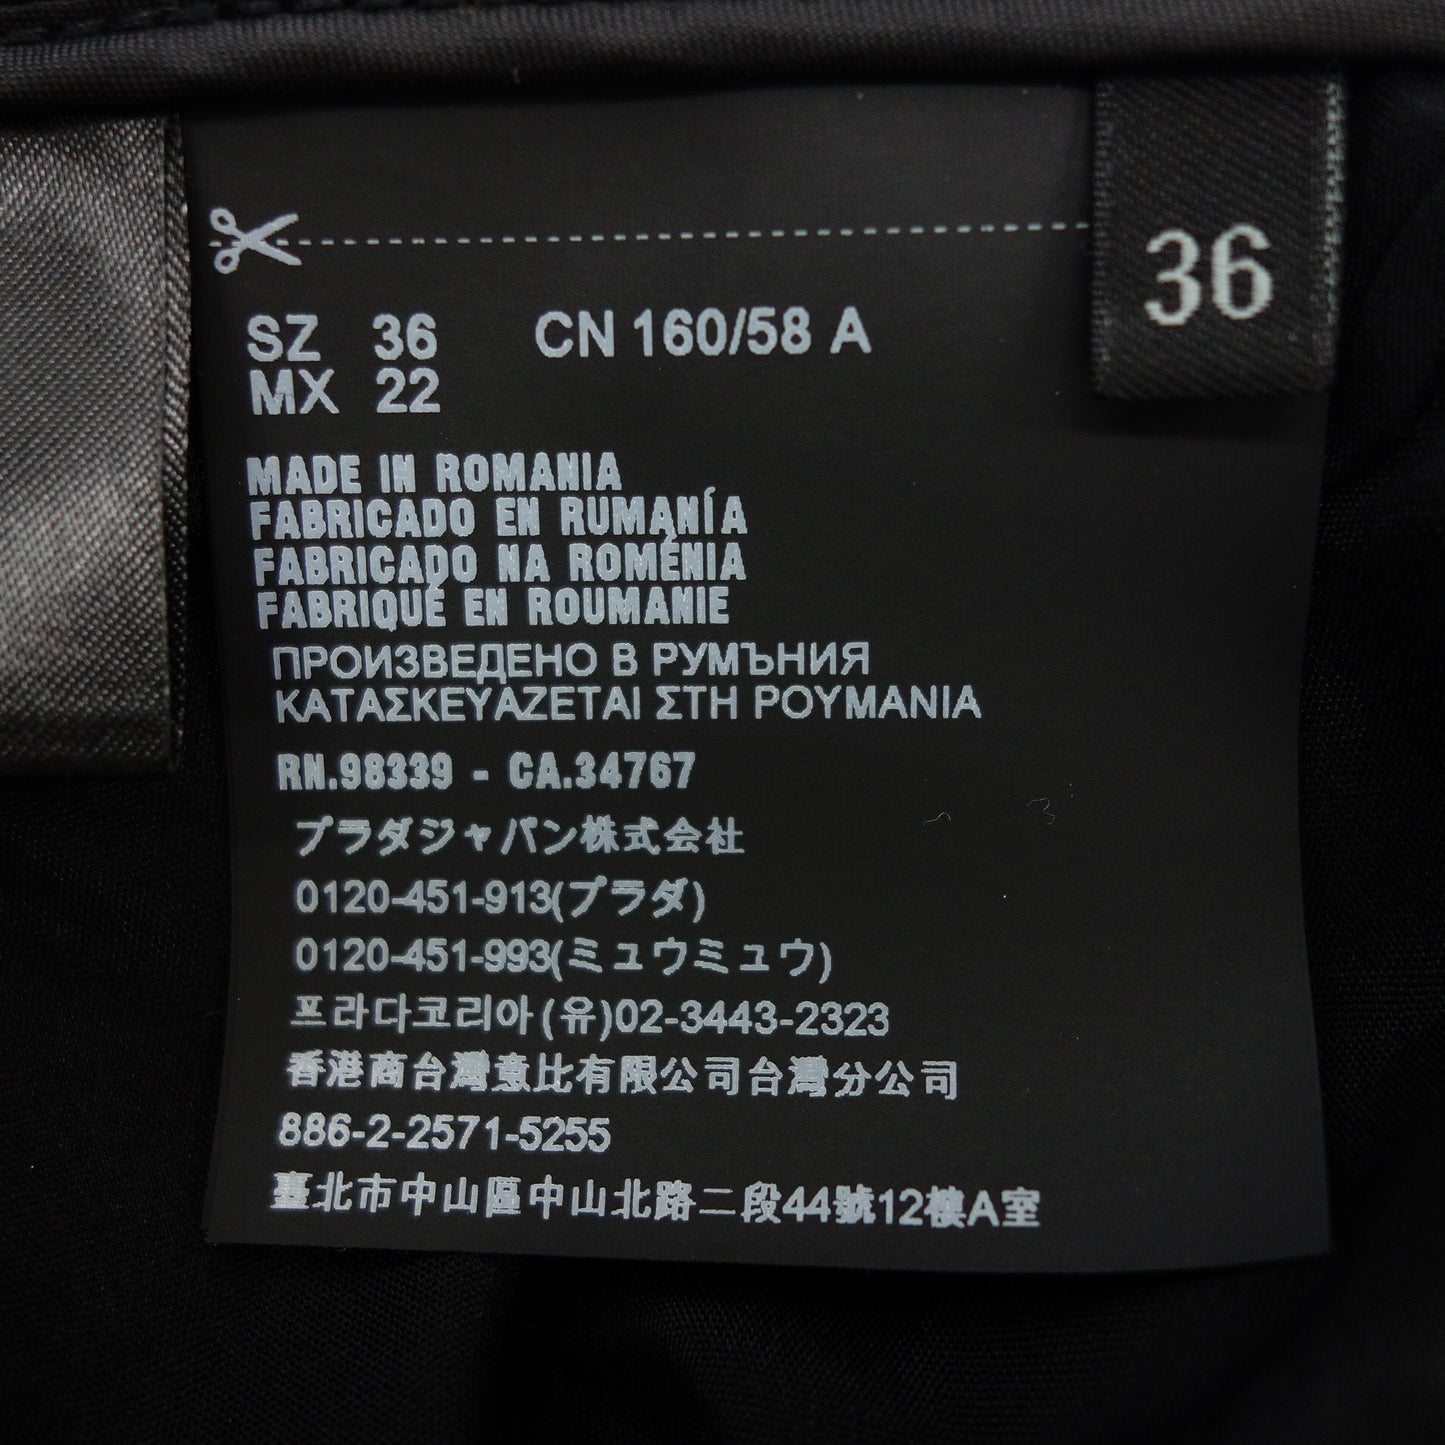 36
SZ 36 CN 160/58 A
MX 22
MADE IN ROMANIA
FABRICADO EN RUMANÍA
FABRICADO NA ROMÉNIA
FABRIQUÉ EN ROUMANIE
ПРОИЗВЕДЕНО В РУМЪНИЯ
ΚΑΤΑΣΚΕΥΑΖΕΤΑΙ ΣΤΗ ΡΟΥΜΑΝΙΑ
RN.98339 - CA.34767
プラダジャパン株式会社
0120-451-913(プラダ)
0120-451-993(ミュウミュウ)
프라다코리아(유)02-3443-2323
香港商台灣意比有限公司台灣分公司
886-2-2571-5255
臺北市中山區中山北路二段44號12樓A室